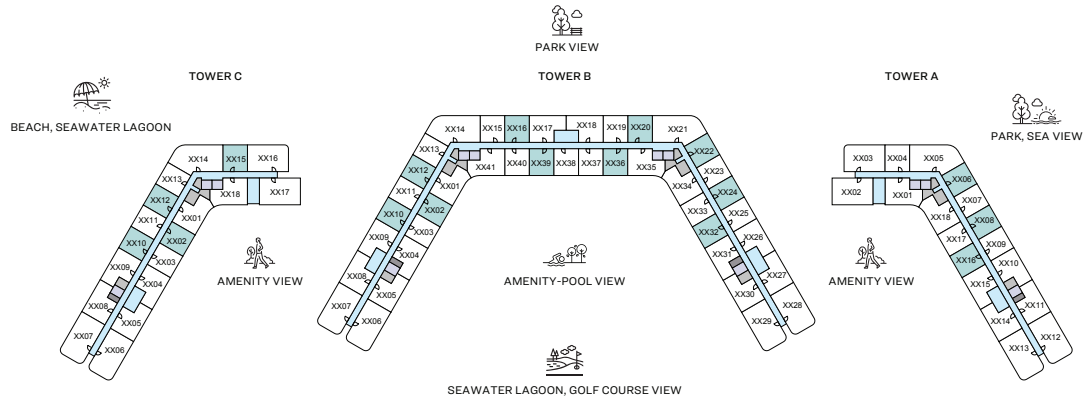 PARK VIEW
TOWER C
TOWER B
TOWER A
BEACH, SEAWATER LAGOON
PARK, SEA VIEW
XX14
XX15
XX16
XX13
XX12
XX11
XX10
XX09
XX08
XX07
XX06
XX05
XX04
XX03
XX02
XX01
XX18
XX17
AMENITY VIEW
XX14
XX15
XX16
XX17
XX18
XX19
XX20
XX21
XX13
XX12
XX11
XX10
XX09
XX08
XX07
XX06
XX05
XX04
XX03
XX02
XX01
XX41
XX40
XX39
XX38
XX37
XX36
XX35
XX34
XX33
XX32
XX31
XX30
XX29
XX28
XX27
XX26
XX25
XX24
XX23
XX22
AMENITY-POOL VIEW
AMENITY VIEW
XX03
XX04
XX05
XX02
XX01
XX06
XX07
XX08
XX09
XX10
XX11
XX12
XX13
XX14
XX15
XX16
XX17
XX18
SEAWATER LAGOON, GOLF COURSE VIEW